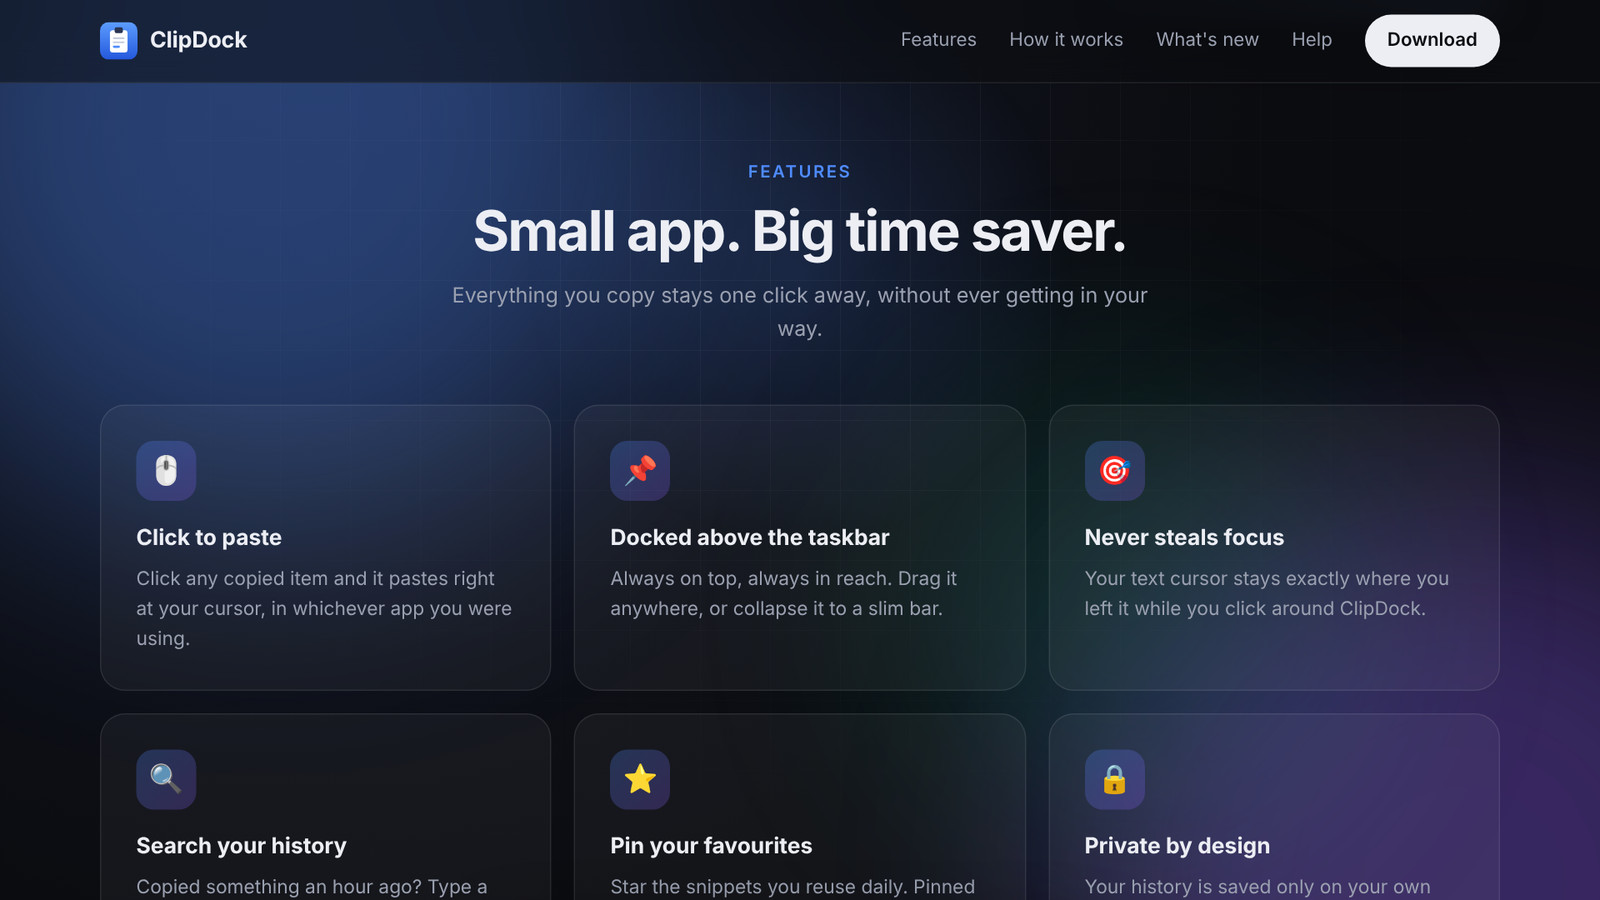 ClipDock
Features
How it works
What's new
Help
Download
FEATURES
Small app. Big time saver.
Everything you copy stays one click away, without ever getting in your
way.
Click to paste
Click any copied item and it pastes right
at your cursor, in whichever app you were
using.
Docked above the taskbar
Always on top, always in reach. Drag it
anywhere, or collapse it to a slim bar.
Never steals focus
Your text cursor stays exactly where you
left it while you click around ClipDock.
Search your history
Copied something an hour ago? Type a
Pin your favourites
Star the snippets you reuse daily. Pinned
Private by design
Your history is saved only on your own